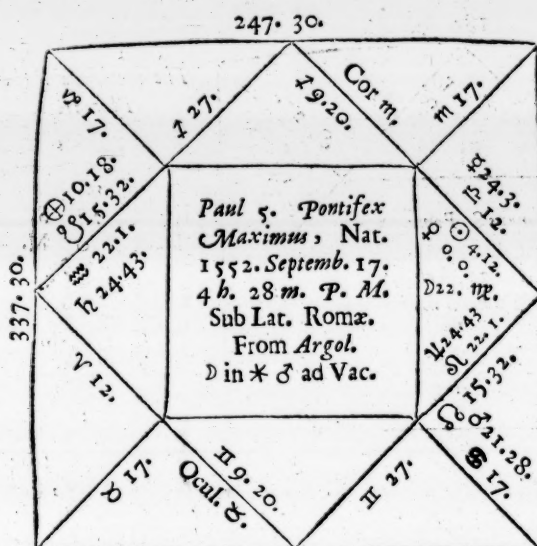 247. 30.
♑ 17.
♐ 27.
♐ 9. 20.
Cor ♏,
♏ 17.
⊕ 10. 18.
☋ 15. 32.
♒ 22. 1.
♄ 24. 43.
337. 30.
☿ 24. 3.
♎ 12.
☉ 4. 12.
♀ 0. 0.
☽ 22. ♍.
♃ 24. 43
♌ 22. 1.
☊ 15. 32.
♂ 21. 28.
♋ 17.
Paul 5. Pontifex
Maximus, Nat.
1552. Septemb. 17.
4 h. 28 m. P. M.
Sub Lat. Romæ.
From Argol.
☽ in ⚹ ♂ ad Vac.
♈ 12.
♉ 17.
♊ 9. 20.
Ocul. ♉.
♊ 27.